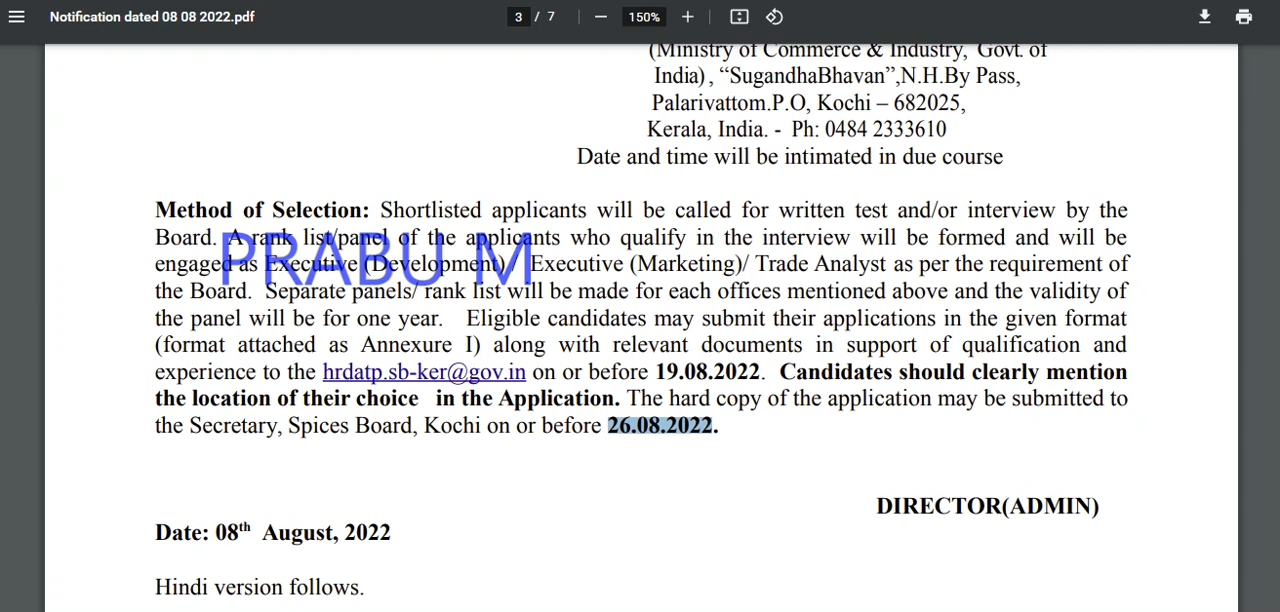 Notification dated 08 08 2022.pdf
3 / 7
150%
(Ministry of Commerce & Industry, Govt. of
India) , “SugandhaBhavan”,N.H.By Pass,
Palarivattom.P.O, Kochi – 682025,
Kerala, India. - Ph: 0484 2333610
Date and time will be intimated in due course
Method of Selection: Shortlisted applicants will be called for written test and/or interview by the
Board. A rank list/panel of the applicants who qualify in the interview will be formed and will be
engaged as Executive (Development) / Executive (Marketing)/ Trade Analyst as per the requirement of
the Board. Separate panels/ rank list will be made for each offices mentioned above and the validity of
the panel will be for one year. Eligible candidates may submit their applications in the given format
(format attached as Annexure I) along with relevant documents in support of qualification and
experience to the hrdatp.sb-ker@gov.in on or before 19.08.2022. Candidates should clearly mention
the location of their choice in the Application. The hard copy of the application may be submitted to
the Secretary, Spices Board, Kochi on or before 26.08.2022.
PRABU M
DIRECTOR(ADMIN)
Date: 08th August, 2022
Hindi version follows.